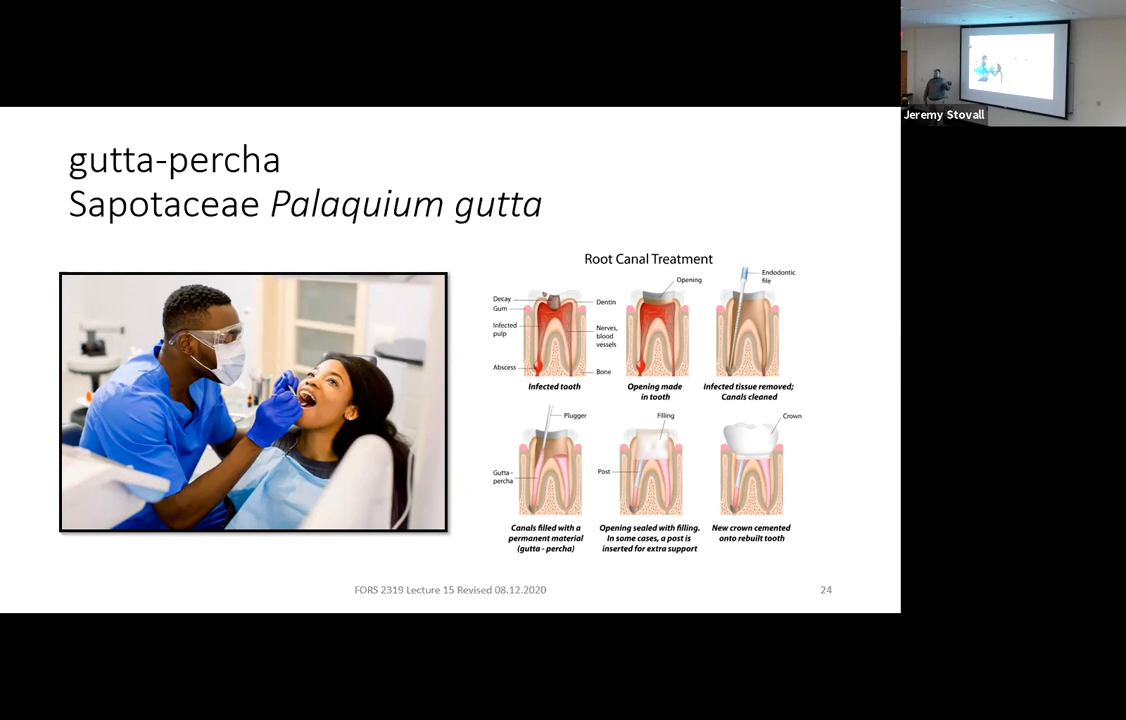 Jeremy Stovall
gutta-percha
Sapotaceae Palaquium gutta
Root Canal Treatment
Decay
Gum
Infected
pulp
Abscess
Dentin
Nerves,
blood
vessels
Bone
Infected tooth
Opening
Opening made
in tooth
Endodontic
file
Infected tissue removed;
Canals cleaned
Plugger
Gutta -
percha
Canals filled with a
permanent material
(gutta - percha)
Filling
Post
Opening sealed with filling.
In some cases, a post is
inserted for extra support
Crown
New crown cemented
onto rebuilt tooth
FORS 2319 Lecture 15 Revised 08.12.2020
24